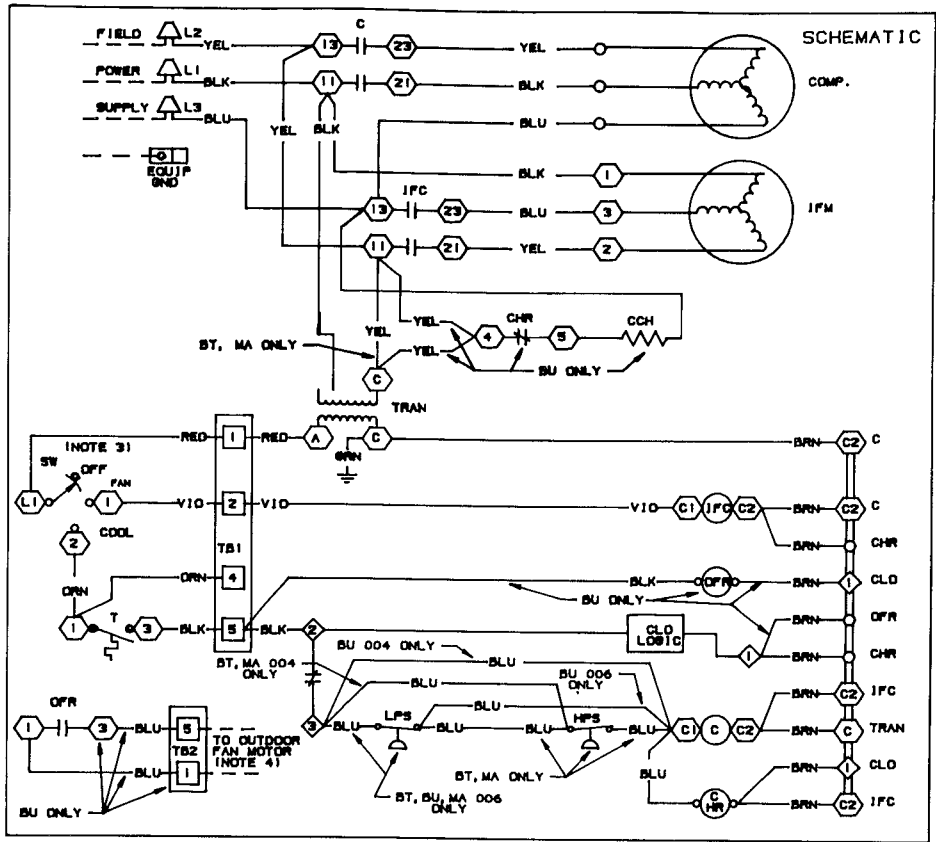 SCHEMATIC
FIELD L2 YEL 13 C 23 YEL
POWER L1 BLK 11 21 BLK COMP.
SUPPLY L3 BLU YEL BLK BLU
EQUIP
GND
BLK 1
13 IFC 23 BLU 3 IFM
11 21 YEL 2
YEL YEL 4 CHR 5 CCH
BT, MA ONLY YEL BU ONLY
C
TRAN
RED 1 RED A C BRN C2 C
GRN
(NOTE 3)
SW OFF
L1 1 FAN VIO 2 VIO VIO C1 IFC C2 BRN C2 C
2 COOL
BRN CHR
TB1
ORN 4
ORN
BLK OFR BRN 1 CLO
BU ONLY
1 T 3 BLK 5 BLK 2
BRN OFR
CLO
LOGIC
1 BRN CHR
BT, MA 004
ONLY
BU 004 ONLY
BLU
BU 006
ONLY
BLU
BLU
BRN C2 IFC
OFR
1 3 BLU 5
TO OUTDOOR
FAN MOTOR
(NOTE 4)
TB2
BLU 1
BU ONLY
3 BLU LPS BLU HPS BLU C1 C C2 BRN C TRAN
BT, MA ONLY
BT, BU, MA 006
ONLY
BLU
BRN 1 CLO
C
HR
BRN C2 IFC